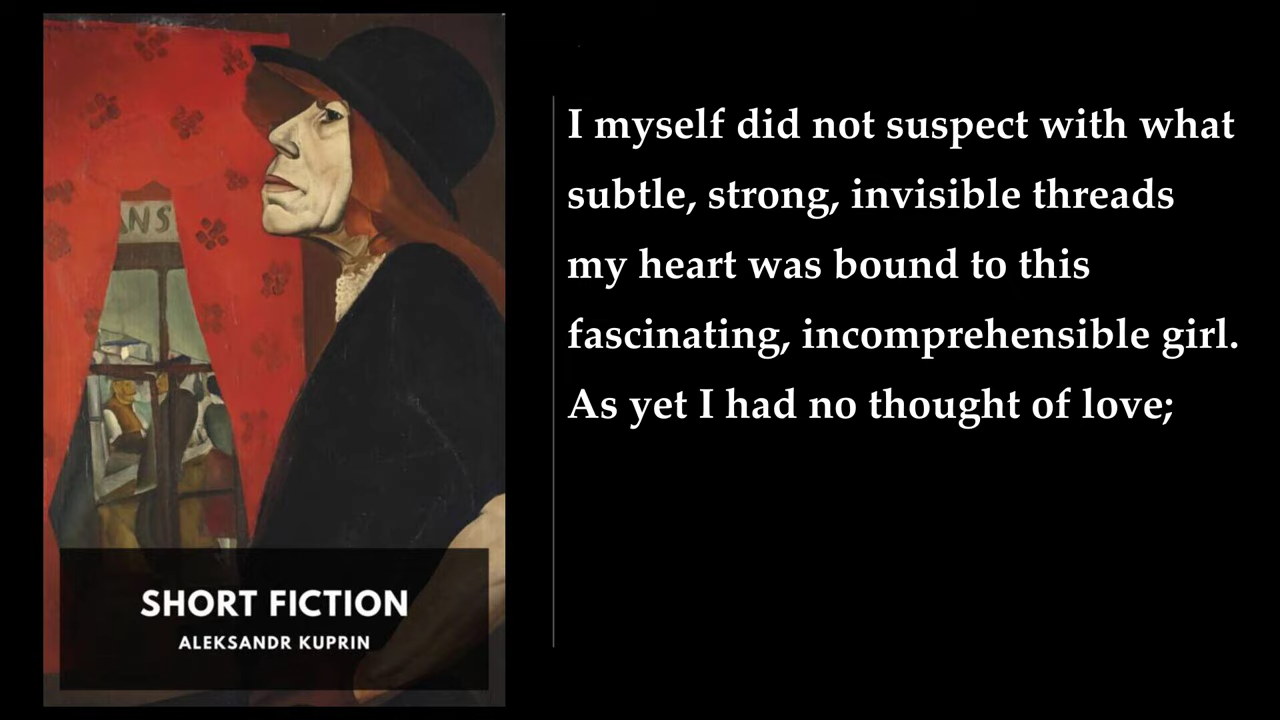 ANS
SHORT FICTION
ALEKSANDR KUPRIN
I myself did not suspect with what
subtle, strong, invisible threads
my heart was bound to this
fascinating, incomprehensible girl.
As yet I had no thought of love;